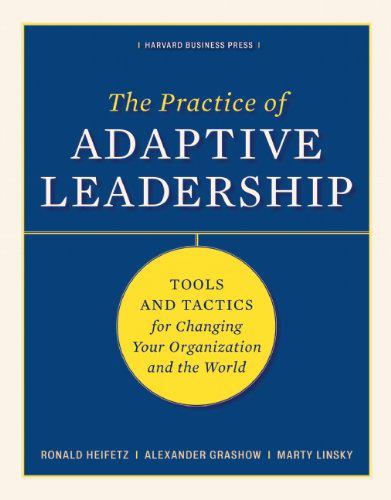 HARVARD BUSINESS PRESS
The Practice of
ADAPTIVE
LEADERSHIP
TOOLS
AND TACTICS
for Changing
Your Organization
and the World
RONALD HEIFETZ | ALEXANDER GRASHOW | MARTY LINSKY